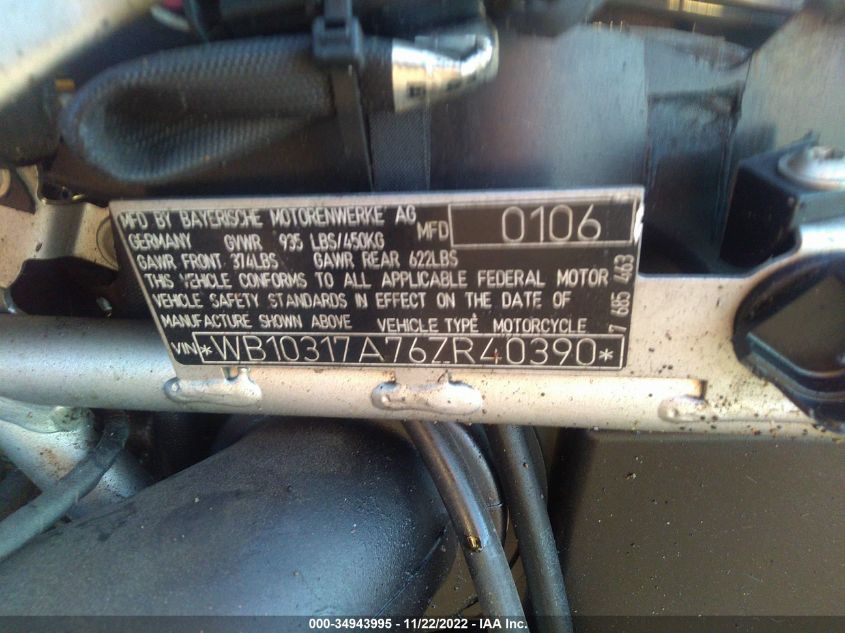 MFD BY BAYERISCHE MOTORENWERKE AG
GERMANY GVWR 935 LBS/450KG MFD 0106
GAWR FRONT 374LBS GAWR REAR 622LBS
THIS VEHICLE CONFORMS TO ALL APPLICABLE FEDERAL MOTOR
VEHICLE SAFETY STANDARDS IN EFFECT ON THE DATE OF
MANUFACTURE SHOWN ABOVE VEHICLE TYPE MOTORCYCLE
VIN *WB10317A76ZR40390*
7 685 463
000-34943995 - 11/22/2022 - IAA Inc.